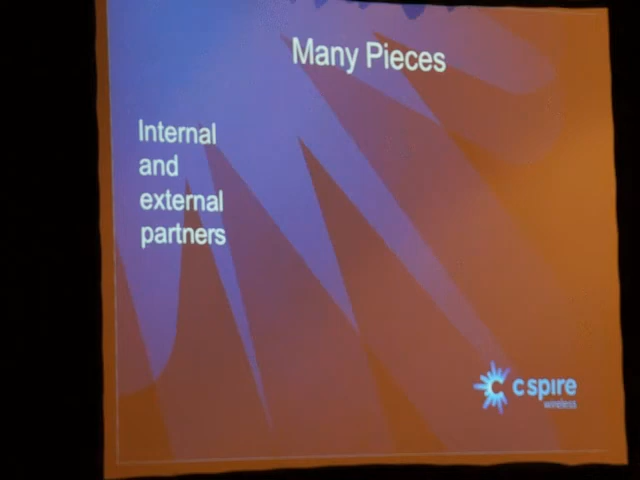 Many Pieces
Internal
and
external
partners
c spire
wireless